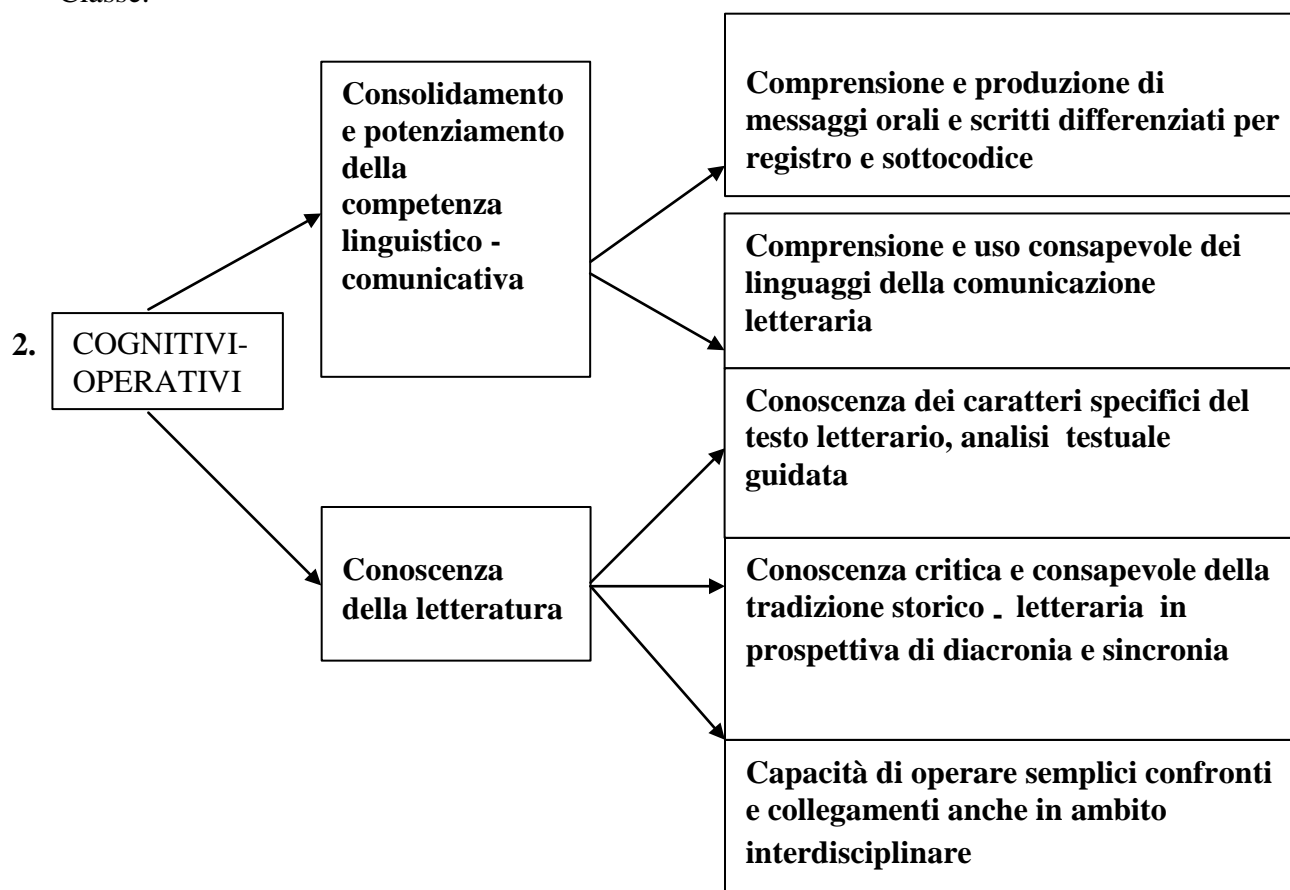 Classe.
2.
COGNITIVI-
OPERATIVI
Consolidamento
e potenziamento
della
competenza
linguistico -
comunicativa
Comprensione e produzione di
messaggi orali e scritti differenziati per
registro e sottocodice
Comprensione e uso consapevole dei
linguaggi della comunicazione
letteraria
Conoscenza
della letteratura
Conoscenza dei caratteri specifici del
testo letterario, analisi testuale
guidata
Conoscenza critica e consapevole della
tradizione storico - letteraria in
prospettiva di diacronia e sincronia
Capacità di operare semplici confronti
e collegamenti anche in ambito
interdisciplinare